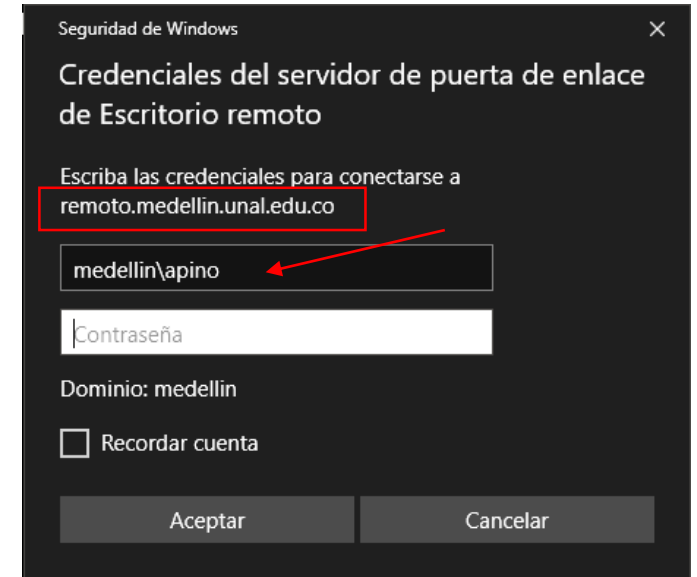 Seguridad de Windows
Credenciales del servidor de puerta de enlace
de Escritorio remoto
Escriba las credenciales para conectarse a
remoto.medellin.unal.edu.co
medellin\apino
Contraseña
Dominio: medellin
Recordar cuenta
Aceptar
Cancelar